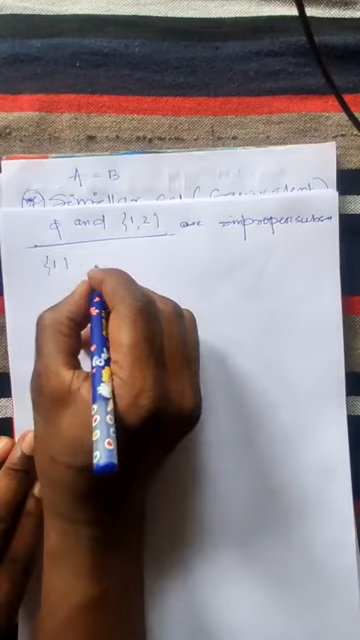 A = B
Similar Set (Equivalent)
φ and {1,2} are improper subset
{1}